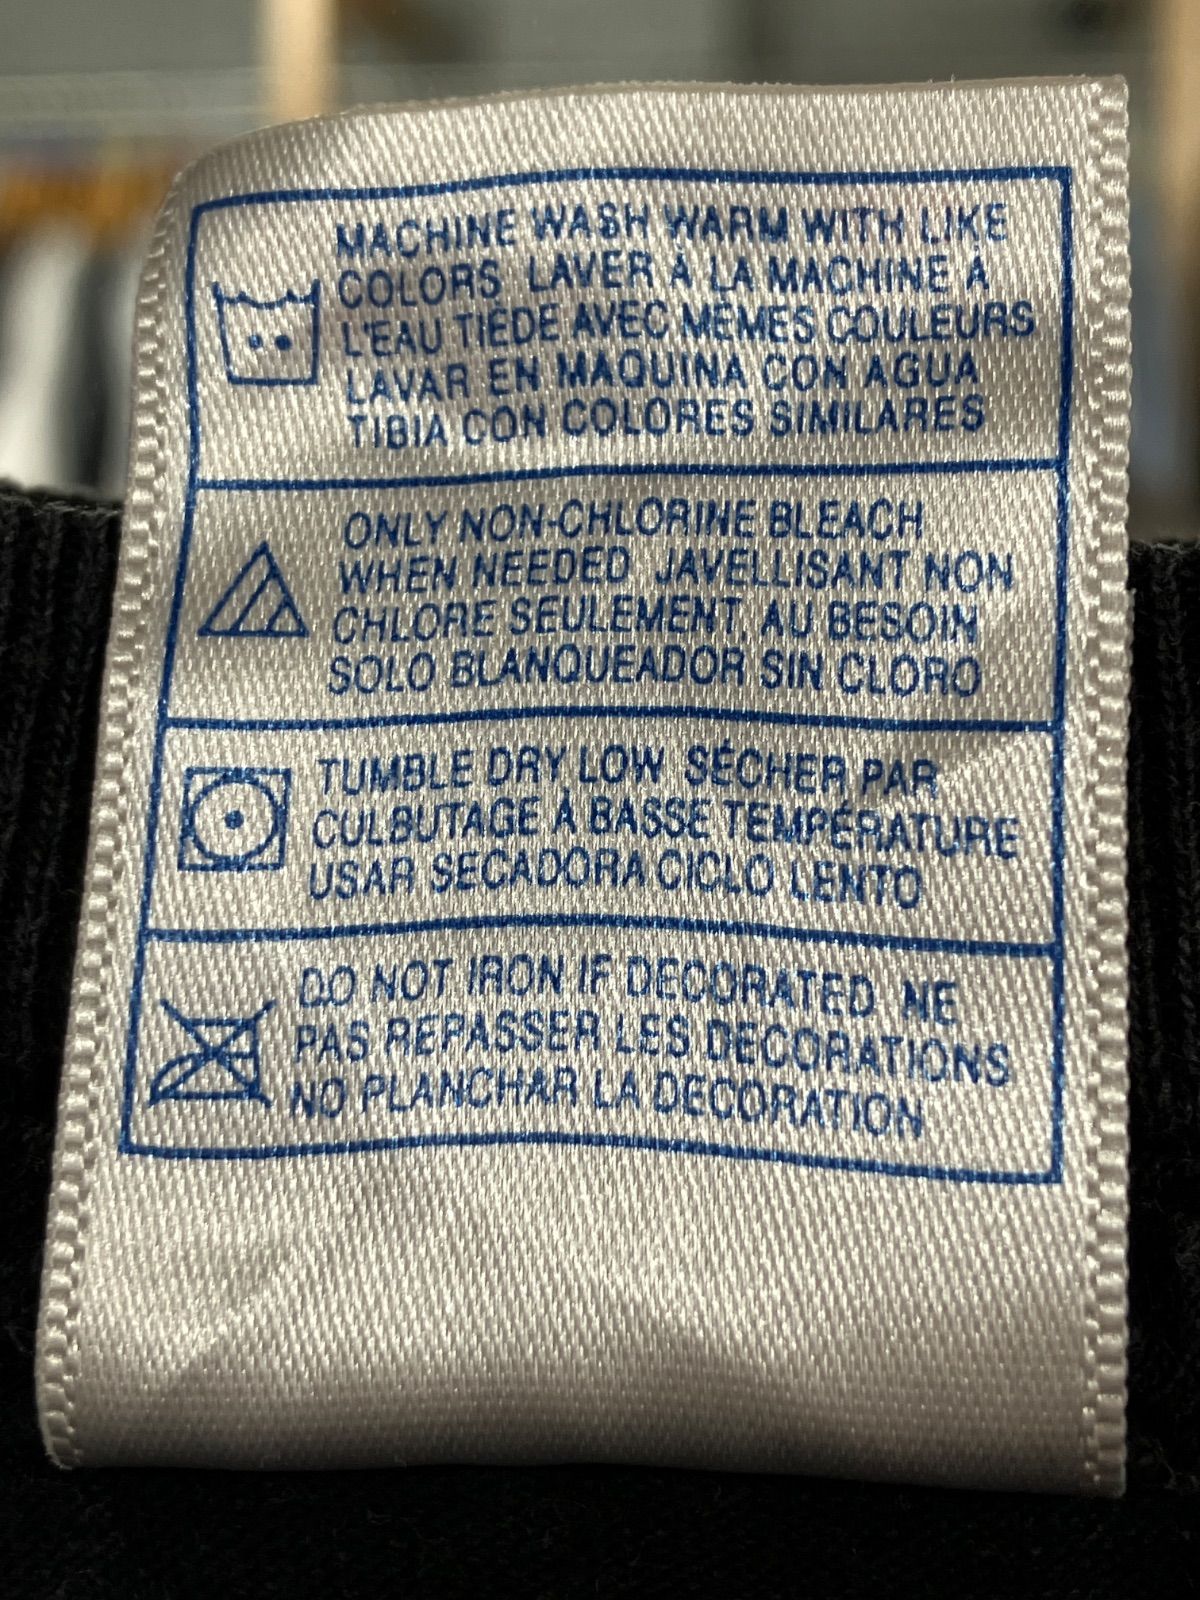 MACHINE WASH WARM WITH LIKE
COLORS LAVER À LA MACHINE À
L'EAU TIÉDE AVEC MÊMES COULEURS
LAVAR EN MAQUINA CON AGUA
TIBIA CON COLORES SIMILARES
ONLY NON-CHLORINE BLEACH
WHEN NEEDED JAVELLISANT NON
CHLORE SEULEMENT, AU BESOIN
SOLO BLANQUEADOR SIN CLORO
TUMBLE DRY LOW SÉCHER PAR
CULBUTAGE À BASSE TEMPÉRATURE
USAR SECADORA CICLO LENTO
DO NOT IRON IF DECORATED NE
PAS REPASSER LES DECORATIONS
NO PLANCHAR LA DECORATION